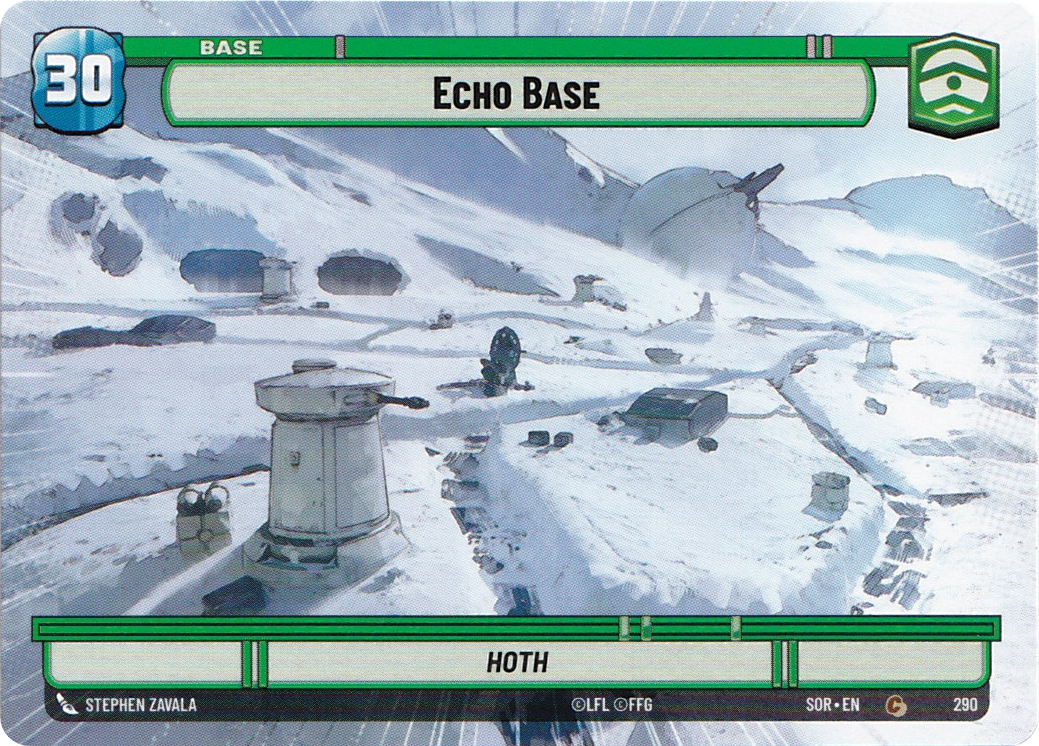 BASE
30
ECHO BASE
HOTH
STEPHEN ZAVALA
©LFL ©FFG
SOR • EN
C
290